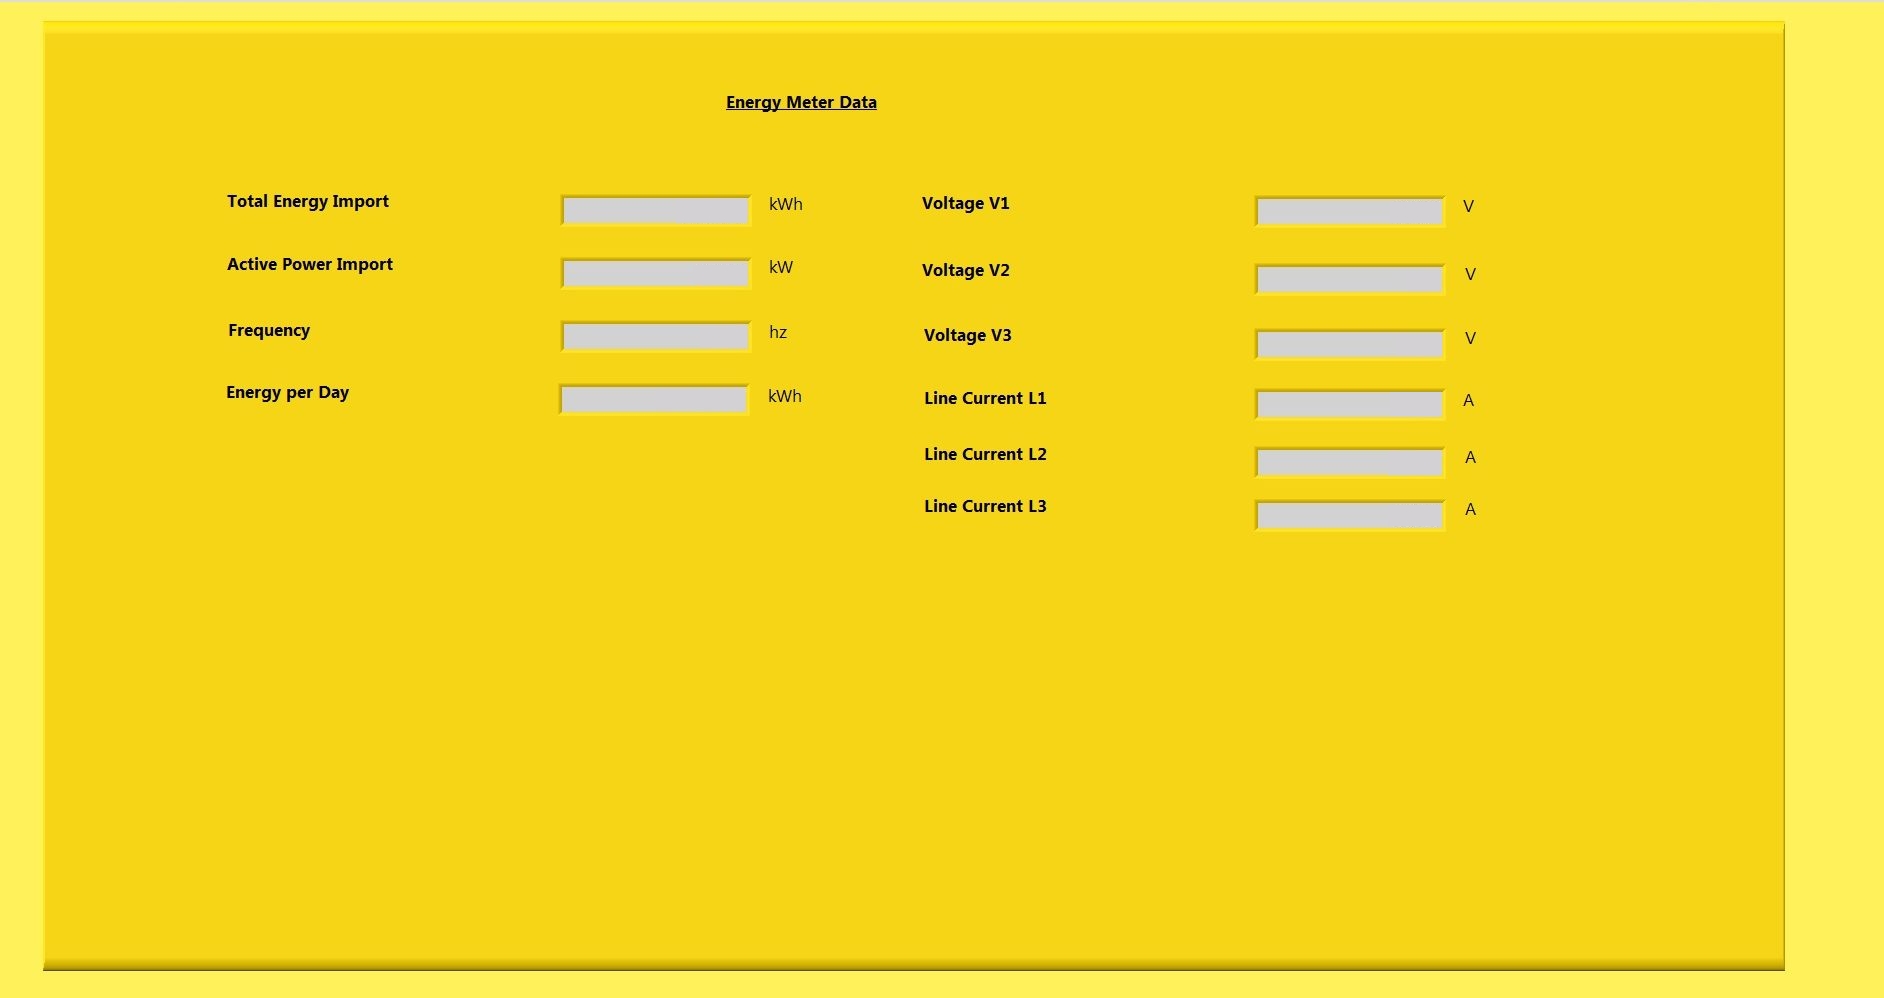 Energy Meter Data
Total Energy Import kWh Voltage V1 V
Active Power Import kW Voltage V2 V
Frequency hz Voltage V3 V
Energy per Day kWh Line Current L1 A
Line Current L2 A
Line Current L3 A